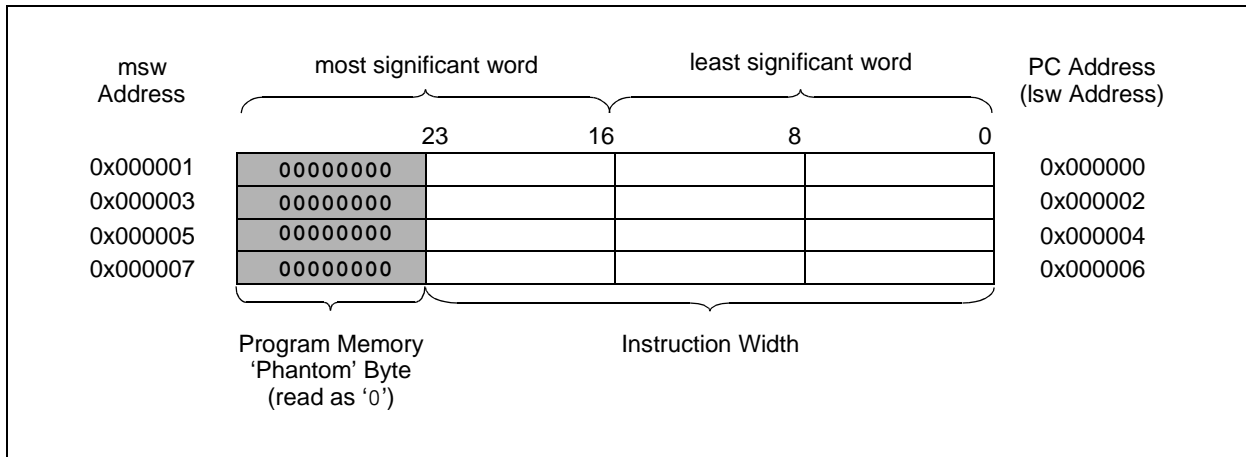 msw
Address
most significant word
least significant word
PC Address
(lsw Address)
23
16
8
0
0x000001
00000000
0x000000
0x000003
00000000
0x000002
0x000005
00000000
0x000004
0x000007
00000000
0x000006
Program Memory
‘Phantom’ Byte
(read as ‘0’)
Instruction Width